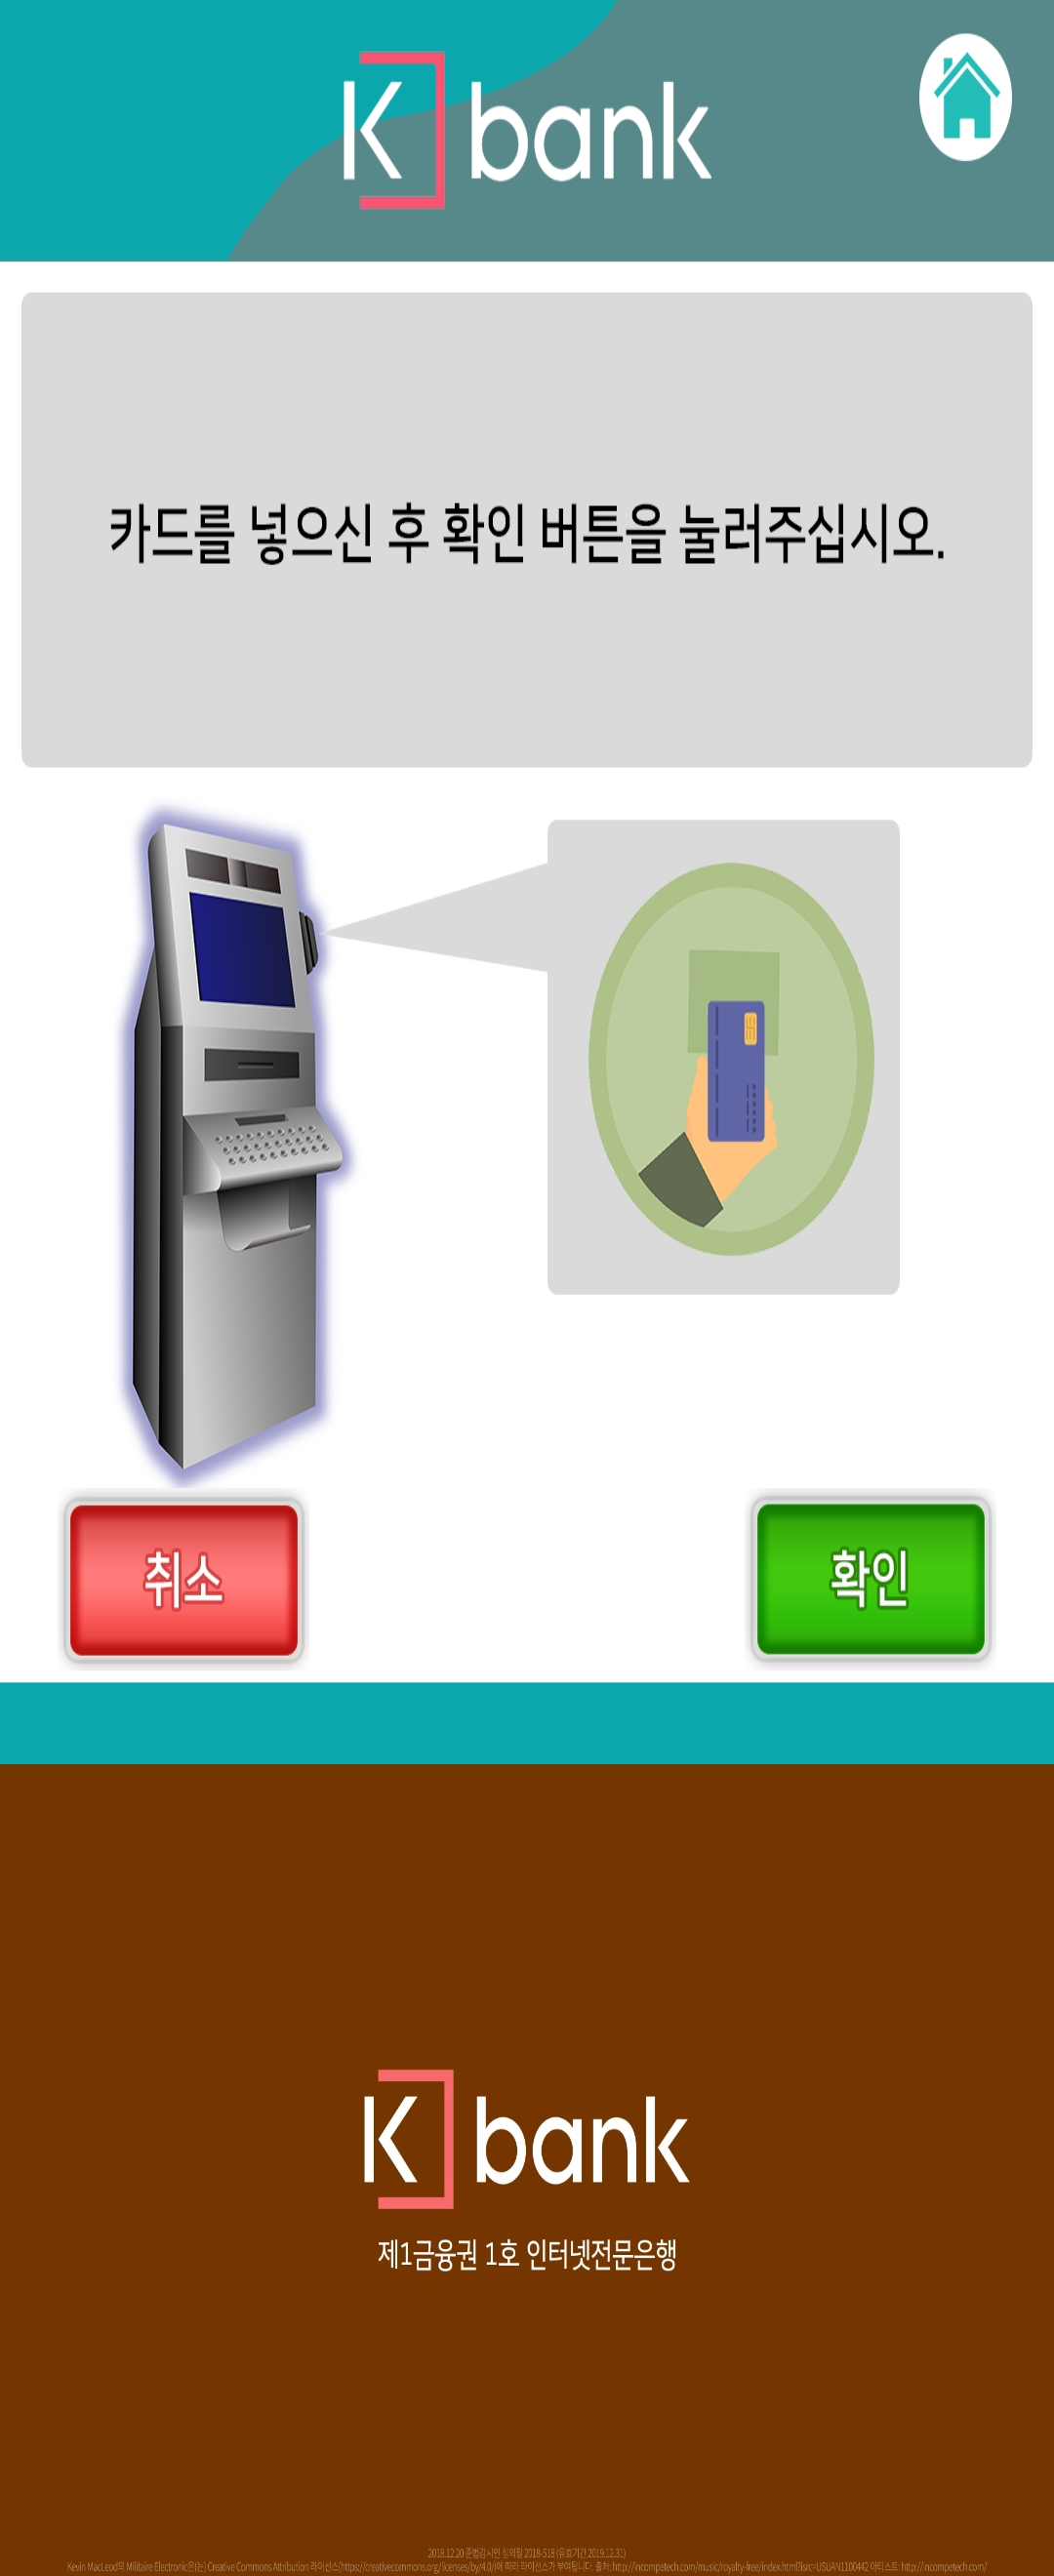 K bank
카드를 넣으신 후 확인 버튼을 눌러주십시오.
취소
확인
K bank
제1금융권 1호 인터넷전문은행
2018.12.20 준법감시인 심의필 2018-518 (유효기간 2019.12.31)
Kevin MacLeod의 Militaire Electronic은(는) Creative Commons Attribution 라이선스(https://creativecommons.org/licenses/by/4.0/)에 따라 라이선스가 부여됩니다. 출처: http://incompetech.com/music/royalty-free/index.html?isrc=USUAN1100442 아티스트: http://incompetech.com/